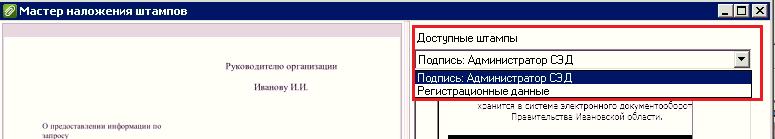 Мастер наложения штампов
Руководителю организации
Иванову И.И.
О предоставлении информации по
запросу
Доступные штампы
Подпись: Администратор СЭД
Подпись: Администратор СЭД
Регистрационные данные
хранится в системе электронного документооборот
Правительства Ивановской области.